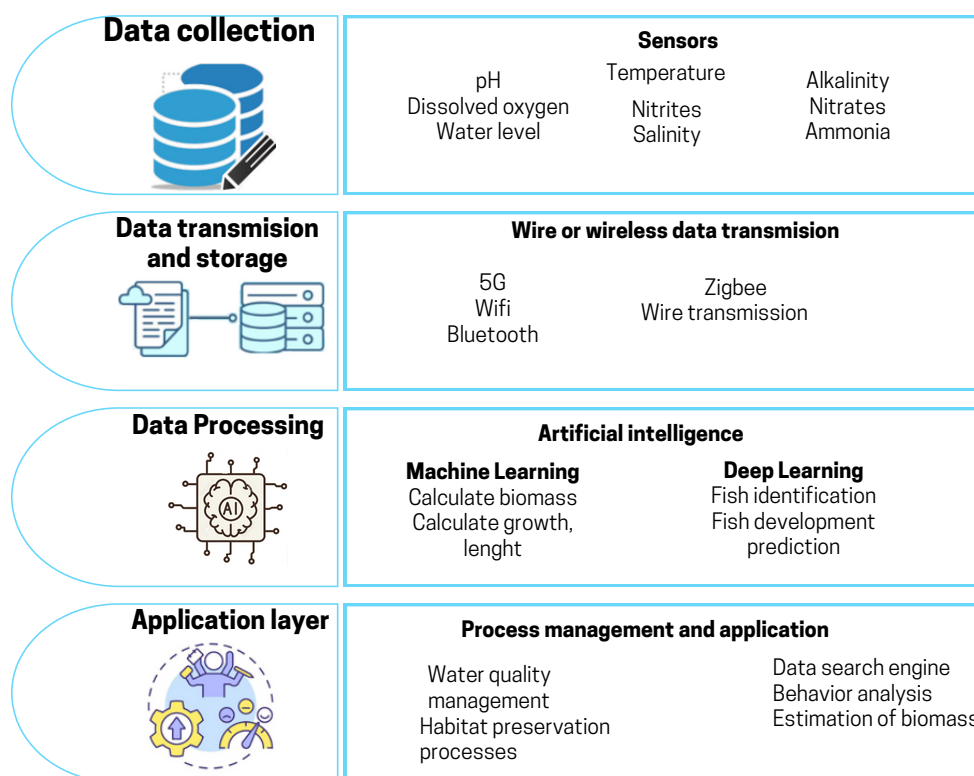 Data collection
Sensors
pH
Dissolved oxygen
Water level
Temperature
Nitrites
Salinity
Alkalinity
Nitrates
Ammonia
Data transmision
and storage
Wire or wireless data transmision
5G
Wifi
Bluetooth
Zigbee
Wire transmission
Data Processing
AI
Artificial intelligence
Machine Learning
Calculate biomass
Calculate growth,
lenght
Deep Learning
Fish identification
Fish development
prediction
Application layer
Process management and application
Water quality
management
Habitat preservation
processes
Data search engine
Behavior analysis
Estimation of biomass